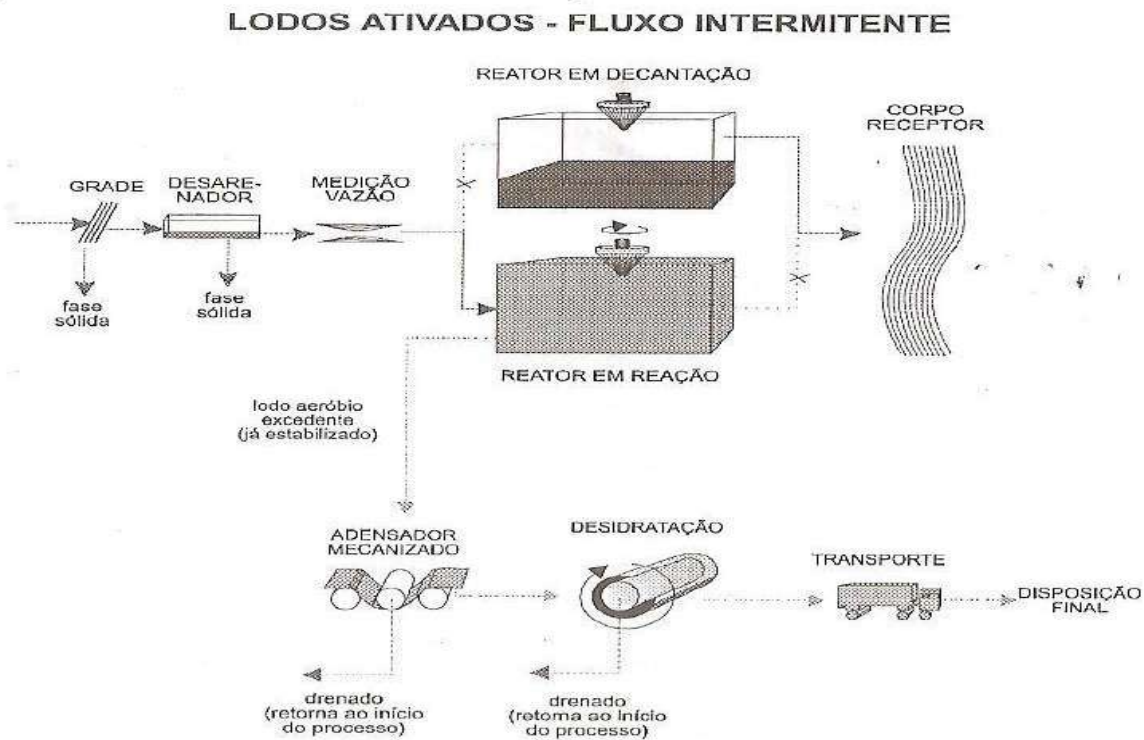 LODOS ATIVADOS - FLUXO INTERMITENTE
REATOR EM DECANTAÇÃO
CORPO
RECEPTOR
GRADE
DESARE-
NADOR
MEDIÇÃO
VAZÃO
fase
sólida
fase
sólida
REATOR EM REAÇÃO
lodo aeróbio
excedente
(já estabilizado)
ADENSADOR
MECANIZADO
DESIDRATAÇÃO
TRANSPORTE
DISPOSIÇÃO
FINAL
drenado
(retorna ao início
do processo)
drenado
(retorna ao início
do processo)